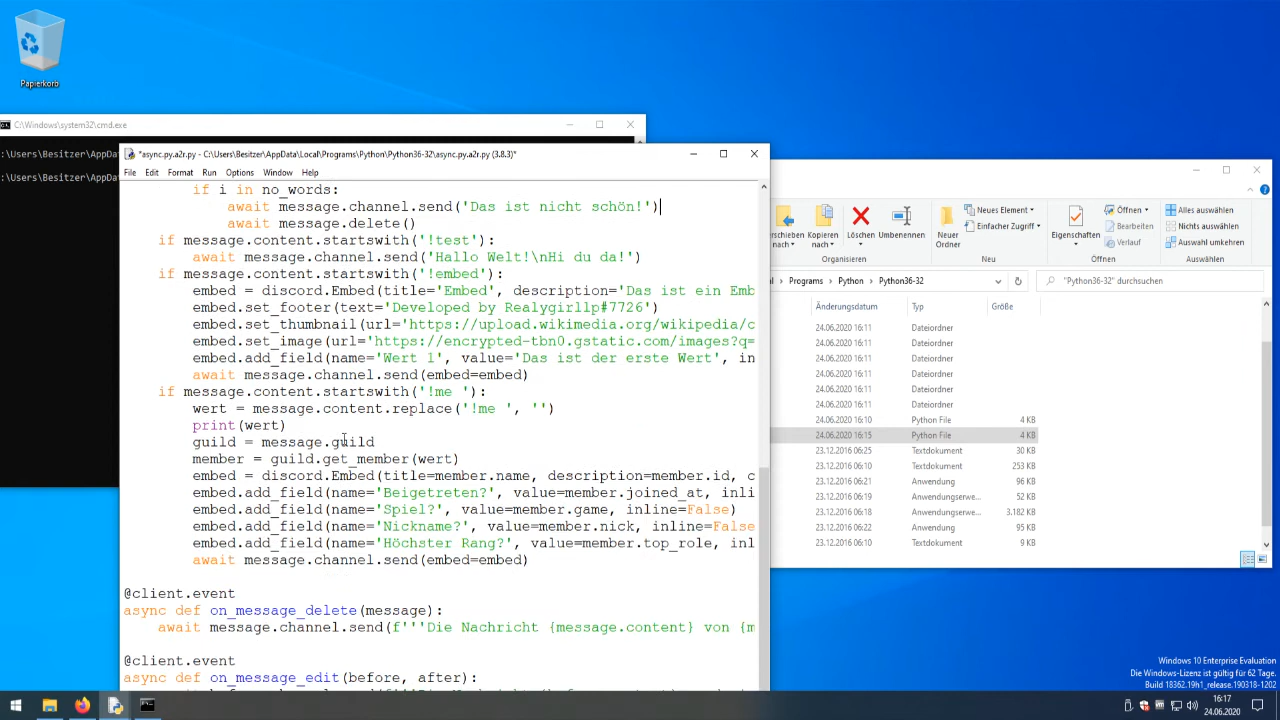 Papierkorb
C:\Windows\system32\cmd.exe
:\Users\Besitzer\AppData
:\Users\Besitzer\AppData
*async.py.a2r.py - C:\Users\Besitzer\AppData\Local\Programs\Python\Python36-32\async.py.a2r.py (3.8.3)*
File Edit Format Run Options Window Help
if i in no_words:
await message.channel.send('Das ist nicht schön!')
await message.delete()
if message.content.startswith('!test'):
await message.channel.send('Hallo Welt!\nHi du da!')
if message.content.startswith('!embed'):
embed = discord.Embed(title='Embed', description='Das ist ein Emb
embed.set_footer(text='Developed by Realygirllp#7726')
embed.set_thumbnail(url='https://upload.wikimedia.org/wikipedia/c
embed.set_image(url='https://encrypted-tbn0.gstatic.com/images?q=
embed.add_field(name='Wert 1', value='Das ist der erste Wert', in
await message.channel.send(embed=embed)
if message.content.startswith('!me '):
wert = message.content.replace('!me ', '')
print(wert)
guild = message.guild
member = guild.get_member(wert)
embed = discord.Embed(title=member.name, description=member.id, c
embed.add_field(name='Beigetreten?', value=member.joined_at, inli
embed.add_field(name='Spiel?', value=member.game, inline=False)
embed.add_field(name='Nickname?', value=member.nick, inline=False
embed.add_field(name='Höchster Rang?', value=member.top_role, inl
await message.channel.send(embed=embed)
@client.event
async def on_message_delete(message):
await message.channel.send(f'''Die Nachricht {message.content} von {m
@client.event
async def on_message_edit(before, after):
erschieben nach
Kopieren nach
Löschen
Umbenennen
Neuer Ordner
Neues Element
Einfacher Zugriff
Eigenschaften
Öffnen
Bearbeiten
Verlauf
Alles auswählen
Nichts auswählen
Auswahl umkehren
Organisieren Neu Öffnen Auswählen
al Programs Python Python36-32 "Python36-32" durchsuchen
Änderungsdatum Typ Größe
24.06.2020 16:11 Dateiordner
24.06.2020 16:11 Dateiordner
24.06.2020 16:11 Dateiordner
24.06.2020 16:11 Dateiordner
24.06.2020 16:11 Dateiordner
24.06.2020 16:11 Dateiordner
24.06.2020 16:10 Python File 4 KB
24.06.2020 16:15 Python File 4 KB
23.12.2016 06:25 Textdokument 30 KB
23.12.2016 06:10 Textdokument 253 KB
23.12.2016 06:21 Anwendung 96 KB
23.12.2016 06:19 Anwendungserwe... 52 KB
23.12.2016 06:18 Anwendungserwe... 3.182 KB
23.12.2016 06:22 Anwendung 95 KB
23.12.2016 06:10 Textdokument 9 KB
Windows 10 Enterprise Evaluation
Die Windows-Lizenz ist gültig für 62 Tage.
Build 18362.19h1_release.190318-1202
16:17
24.06.2020